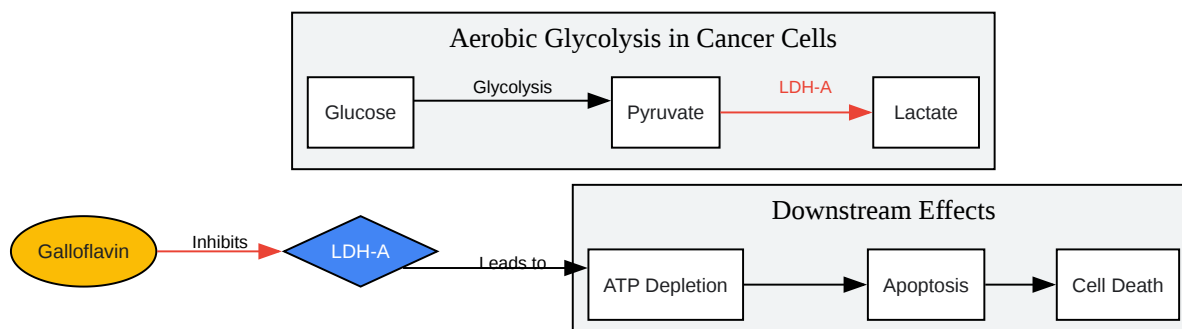 Aerobic Glycolysis in Cancer Cells
Glucose
Glycolysis
Pyruvate
LDH-A
Lactate
Galloflavin
Inhibits
LDH-A
Leads to
Downstream Effects
ATP Depletion
Apoptosis
Cell Death